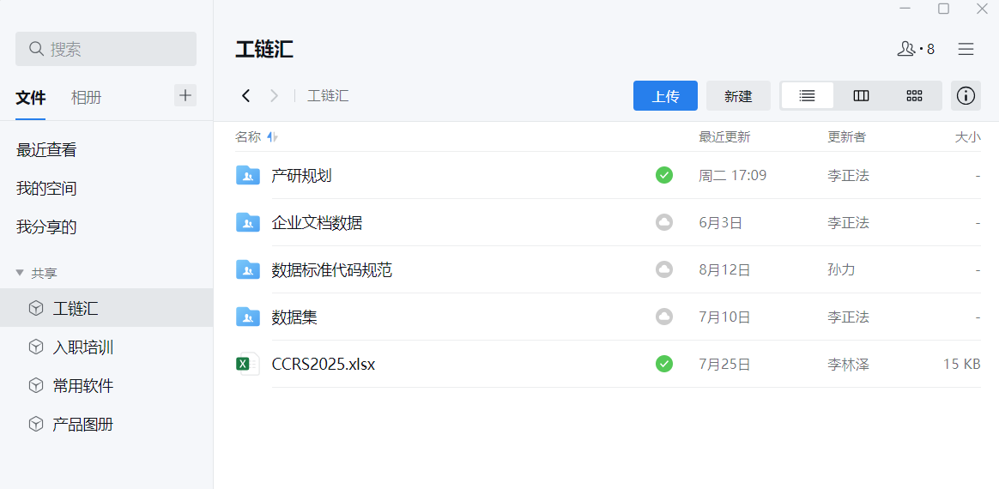 搜索
文件 相册
最近查看
我的空间
我分享的
共享
工链汇
入职培训
常用软件
产品图册
工链汇
8
工链汇
上传 新建
名称 最近更新 更新者 大小
产研规划 周二 17:09 李正法 -
企业文档数据 6月3日 李正法 -
数据标准代码规范 8月12日 孙力 -
数据集 7月10日 李正法 -
CCRS2025.xlsx 7月25日 李林泽 15 KB